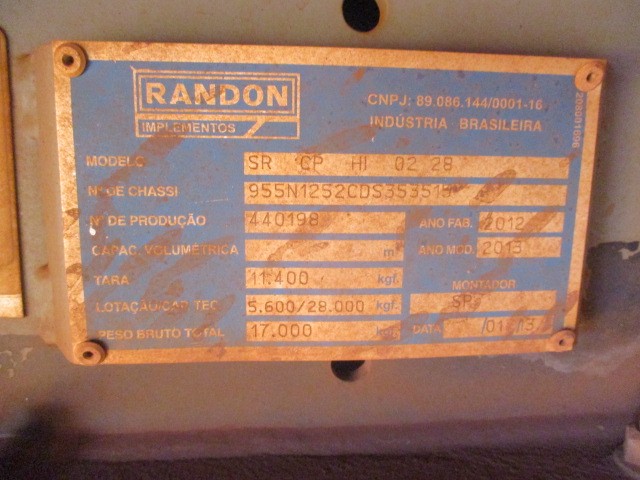 RANDON
IMPLEMENTOS
CNPJ: 89.086.144/0001-16
INDÚSTRIA BRASILEIRA
MODELO SR CP HI 02 28
Nº DE CHASSI
Nº DE PRODUÇÃO 440198 ANO FAB. 2012
CAPAC. VOLUMÉTRICA m³ ANO MOD. 2013
TARA 11.400 kgf. MONTADOR
LOTAÇÃO/CAP. TEC 5.600/28.000 kgf. SR
PESO BRUTO TOTAL 17.000 kgf. DATA /01